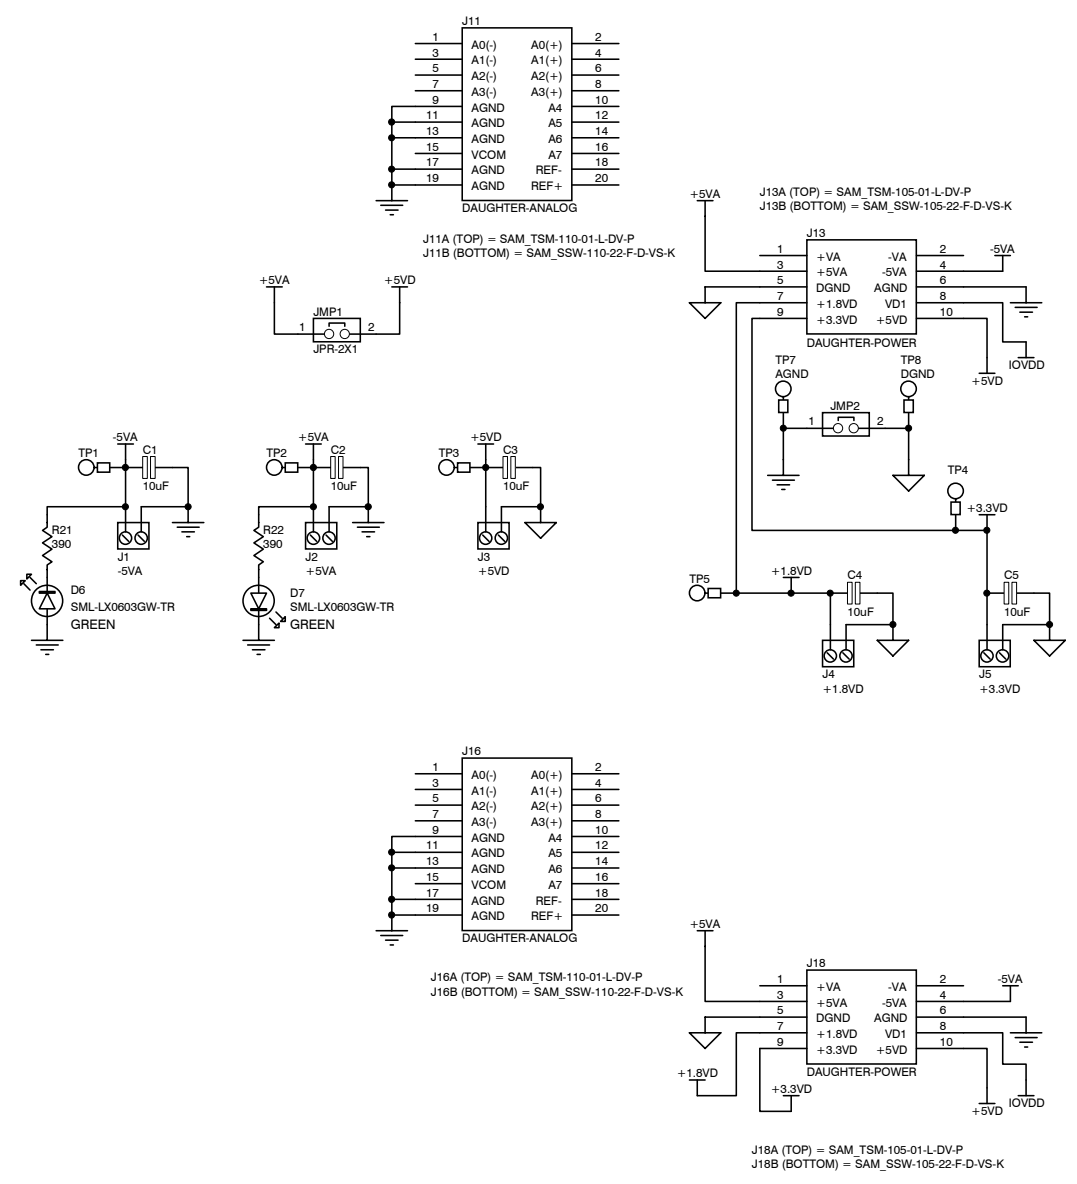 J11
1 A0(-) A0(+) 2
3 A1(-) A1(+) 4
5 A2(-) A2(+) 6
7 A3(-) A3(+) 8
9 AGND A4 10
11 AGND A5 12
13 AGND A6 14
15 VCOM A7 16
17 AGND REF- 18
19 AGND REF+ 20
DAUGHTER-ANALOG
J11A (TOP) = SAM_TSM-110-01-L-DV-P
J11B (BOTTOM) = SAM_SSW-110-22-F-D-VS-K
J13A (TOP) = SAM_TSM-105-01-L-DV-P
J13B (BOTTOM) = SAM_SSW-105-22-F-D-VS-K
+5VA
J13
-5VA
1 +VA -VA 2
3 +5VA -5VA 4
5 DGND AGND 6
7 +1.8VD VD1 8
9 +3.3VD +5VD 10
DAUGHTER-POWER
IOVDD
+5VD
+5VA +5VD
JMP1
1 2
JPR-2X1
TP7
AGND
TP8
DGND
JMP2
1 2
-5VA
TP1 C1
10uF
R21
390
J1
-5VA
D6
SML-LX0603GW-TR
GREEN
+5VA
TP2 C2
10uF
R22
390
J2
+5VA
D7
SML-LX0603GW-TR
GREEN
+5VD
TP3 C3
10uF
J3
+5VD
TP4
+3.3VD
TP5 +1.8VD C4
10uF
J4
+1.8VD
C5
10uF
J5
+3.3VD
J16
1 A0(-) A0(+) 2
3 A1(-) A1(+) 4
5 A2(-) A2(+) 6
7 A3(-) A3(+) 8
9 AGND A4 10
11 AGND A5 12
13 AGND A6 14
15 VCOM A7 16
17 AGND REF- 18
19 AGND REF+ 20
DAUGHTER-ANALOG
J16A (TOP) = SAM_TSM-110-01-L-DV-P
J16B (BOTTOM) = SAM_SSW-110-22-F-D-VS-K
+5VA
J18
-5VA
1 +VA -VA 2
3 +5VA -5VA 4
5 DGND AGND 6
7 +1.8VD VD1 8
9 +3.3VD +5VD 10
DAUGHTER-POWER
+1.8VD
+3.3VD
+5VD
IOVDD
J18A (TOP) = SAM_TSM-105-01-L-DV-P
J18B (BOTTOM) = SAM_SSW-105-22-F-D-VS-K